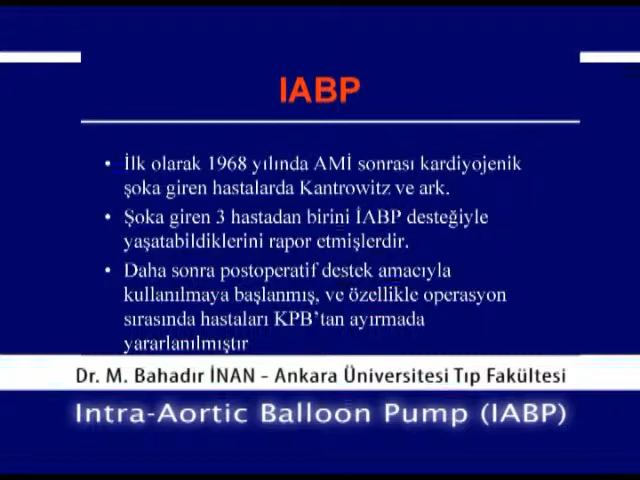 IABP
• İlk olarak 1968 yılında AMİ sonrası kardiyojenik
şoka giren hastalarda Kantrowitz ve ark.
• Şoka giren 3 hastadan birini İABP desteğiyle
yaşatabildiklerini rapor etmişlerdir.
• Daha sonra postoperatif destek amacıyla
kullanılmaya başlanmış, ve özellikle operasyon
sırasında hastaları KPB’tan ayırmada
yararlanılmıştır
Dr. M. Bahadır İNAN - Ankara Üniversitesi Tıp Fakültesi
Intra-Aortic Balloon Pump (IABP)